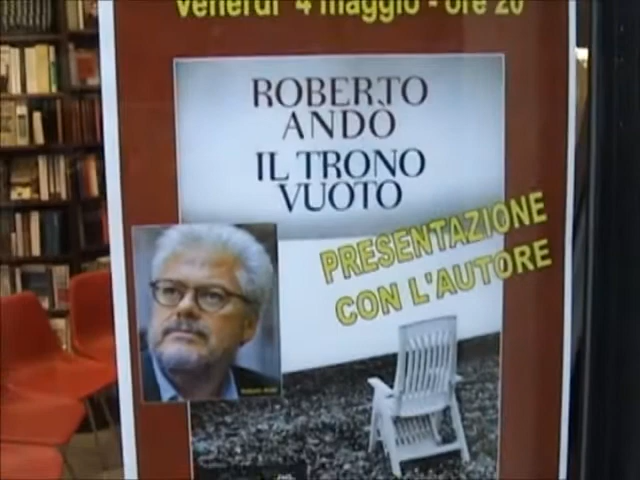 Venerdì 4 maggio - ore 20
ROBERTO
ANDÒ
IL TRONO
VUOTO
PRESENTAZIONE
CON L'AUTORE